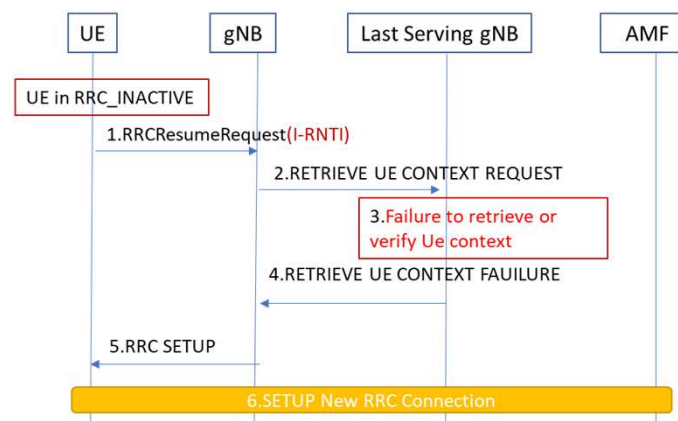 UE
gNB
Last Serving gNB
AMF
UE in RRC_INACTIVE
1.RRCResumeRequest(I-RNTI)
2.RETRIEVE UE CONTEXT REQUEST
3.Failure to retrieve or
verify Ue context
4.RETRIEVE UE CONTEXT FAUILURE
5.RRC SETUP
6.SETUP New RRC Connection